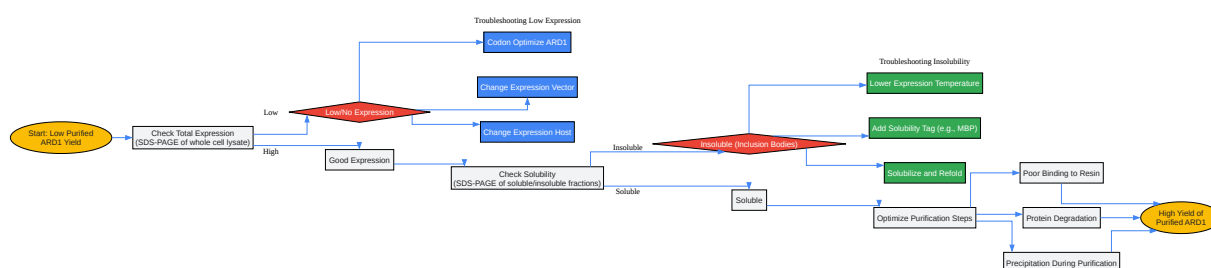 Troubleshooting Low Expression
Codon Optimize ARD1
Change Expression Vector
Low
Low/No Expression
Start: Low Purified
ARD1 Yield
Check Total Expression
(SDS-PAGE of whole cell lysate)
Change Expression Host
High
Good Expression
Check Solubility
(SDS-PAGE of soluble/insoluble fractions)
Troubleshooting Insolubility
Lower Expression Temperature
Add Solubility Tag (e.g., MBP)
Insoluble
Insoluble (Inclusion Bodies)
Solubilize and Refold
Soluble
Soluble
Optimize Purification Steps
Poor Binding to Resin
Protein Degradation
Precipitation During Purification
High Yield of
Purified ARD1